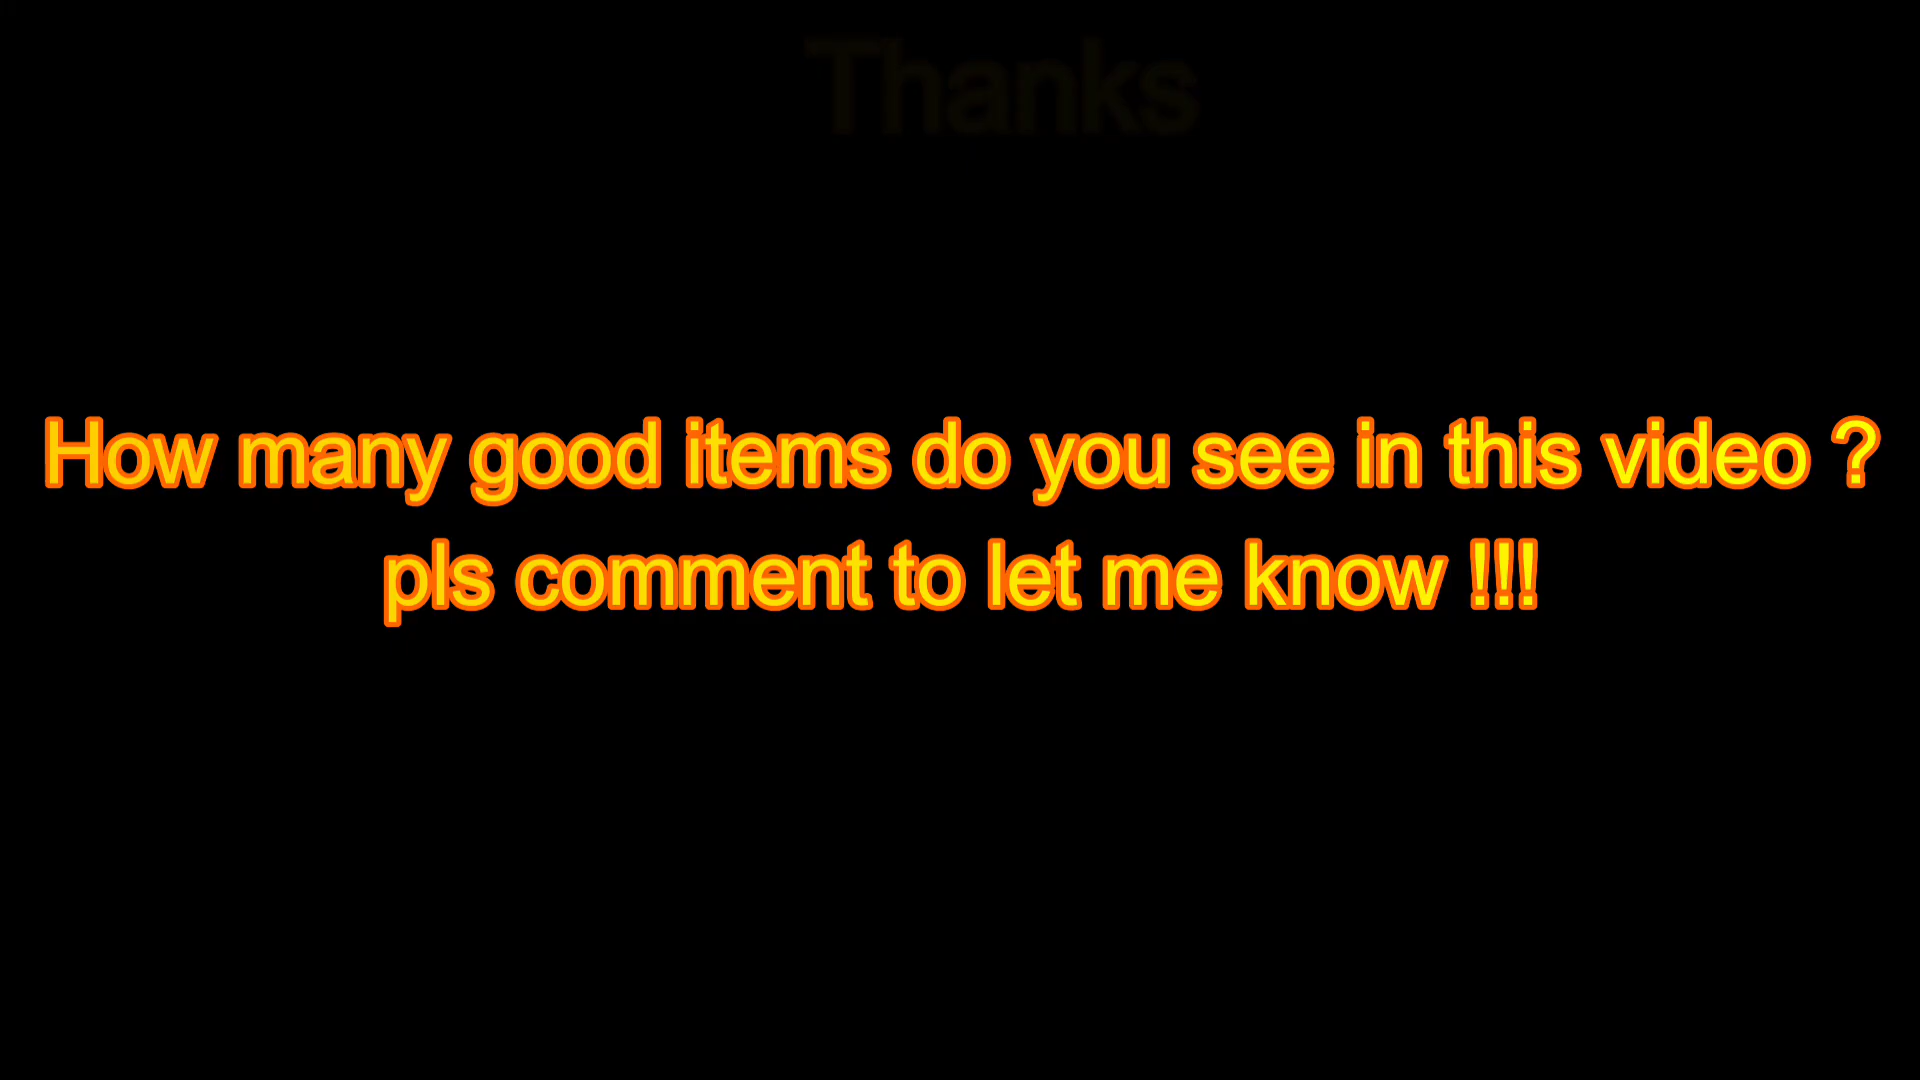 Thanks
How many good items do you see in this video ?
pls comment to let me know !!!